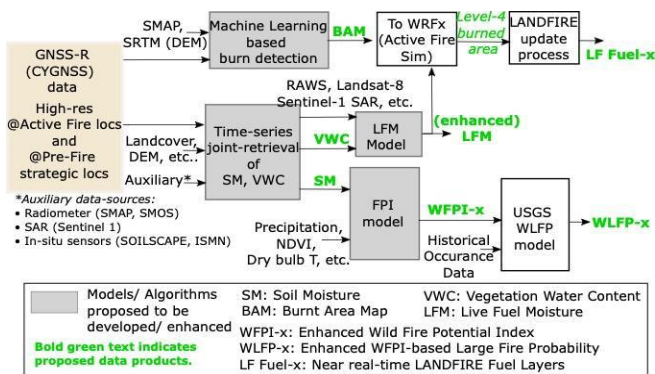 SMAP,
SRTM (DEM)
Machine Learning
based
burn detection
BAM
To WRFx
(Active Fire
Sim)
Level-4
burned
area
LANDFIRE
update
process
LF Fuel-x
GNSS-R
(CYGNSS)
data
High-res
@Active Fire locs
and
@Pre-Fire
strategic locs
RAWS, Landsat-8
Sentinel-1 SAR, etc.
Landcover,
DEM, etc..
Auxiliary*
Time-series
joint-retrieval
of
SM, VWC
VWC
LFM
Model
(enhanced)
LFM
SM
*Auxiliary data-sources:
• Radiometer (SMAP, SMOS)
• SAR (Sentinel 1)
• In-situ sensors (SOILSCAPE, ISMN)
Precipitation,
NDVI,
Dry bulb T, etc.
FPI
model
WFPI-x
Historical
Occurance
Data
USGS
WLFP
model
WLFP-x
Models/ Algorithms
proposed to be
developed/ enhanced
Bold green text indicates
proposed data products.
SM: Soil Moisture
VWC: Vegetation Water Content
BAM: Burnt Area Map
LFM: Live Fuel Moisture
WFPI-x: Enhanced Wild Fire Potential Index
WLFP-x: Enhanced WFPI-based Large Fire Probability
LF Fuel-x: Near real-time LANDFIRE Fuel Layers